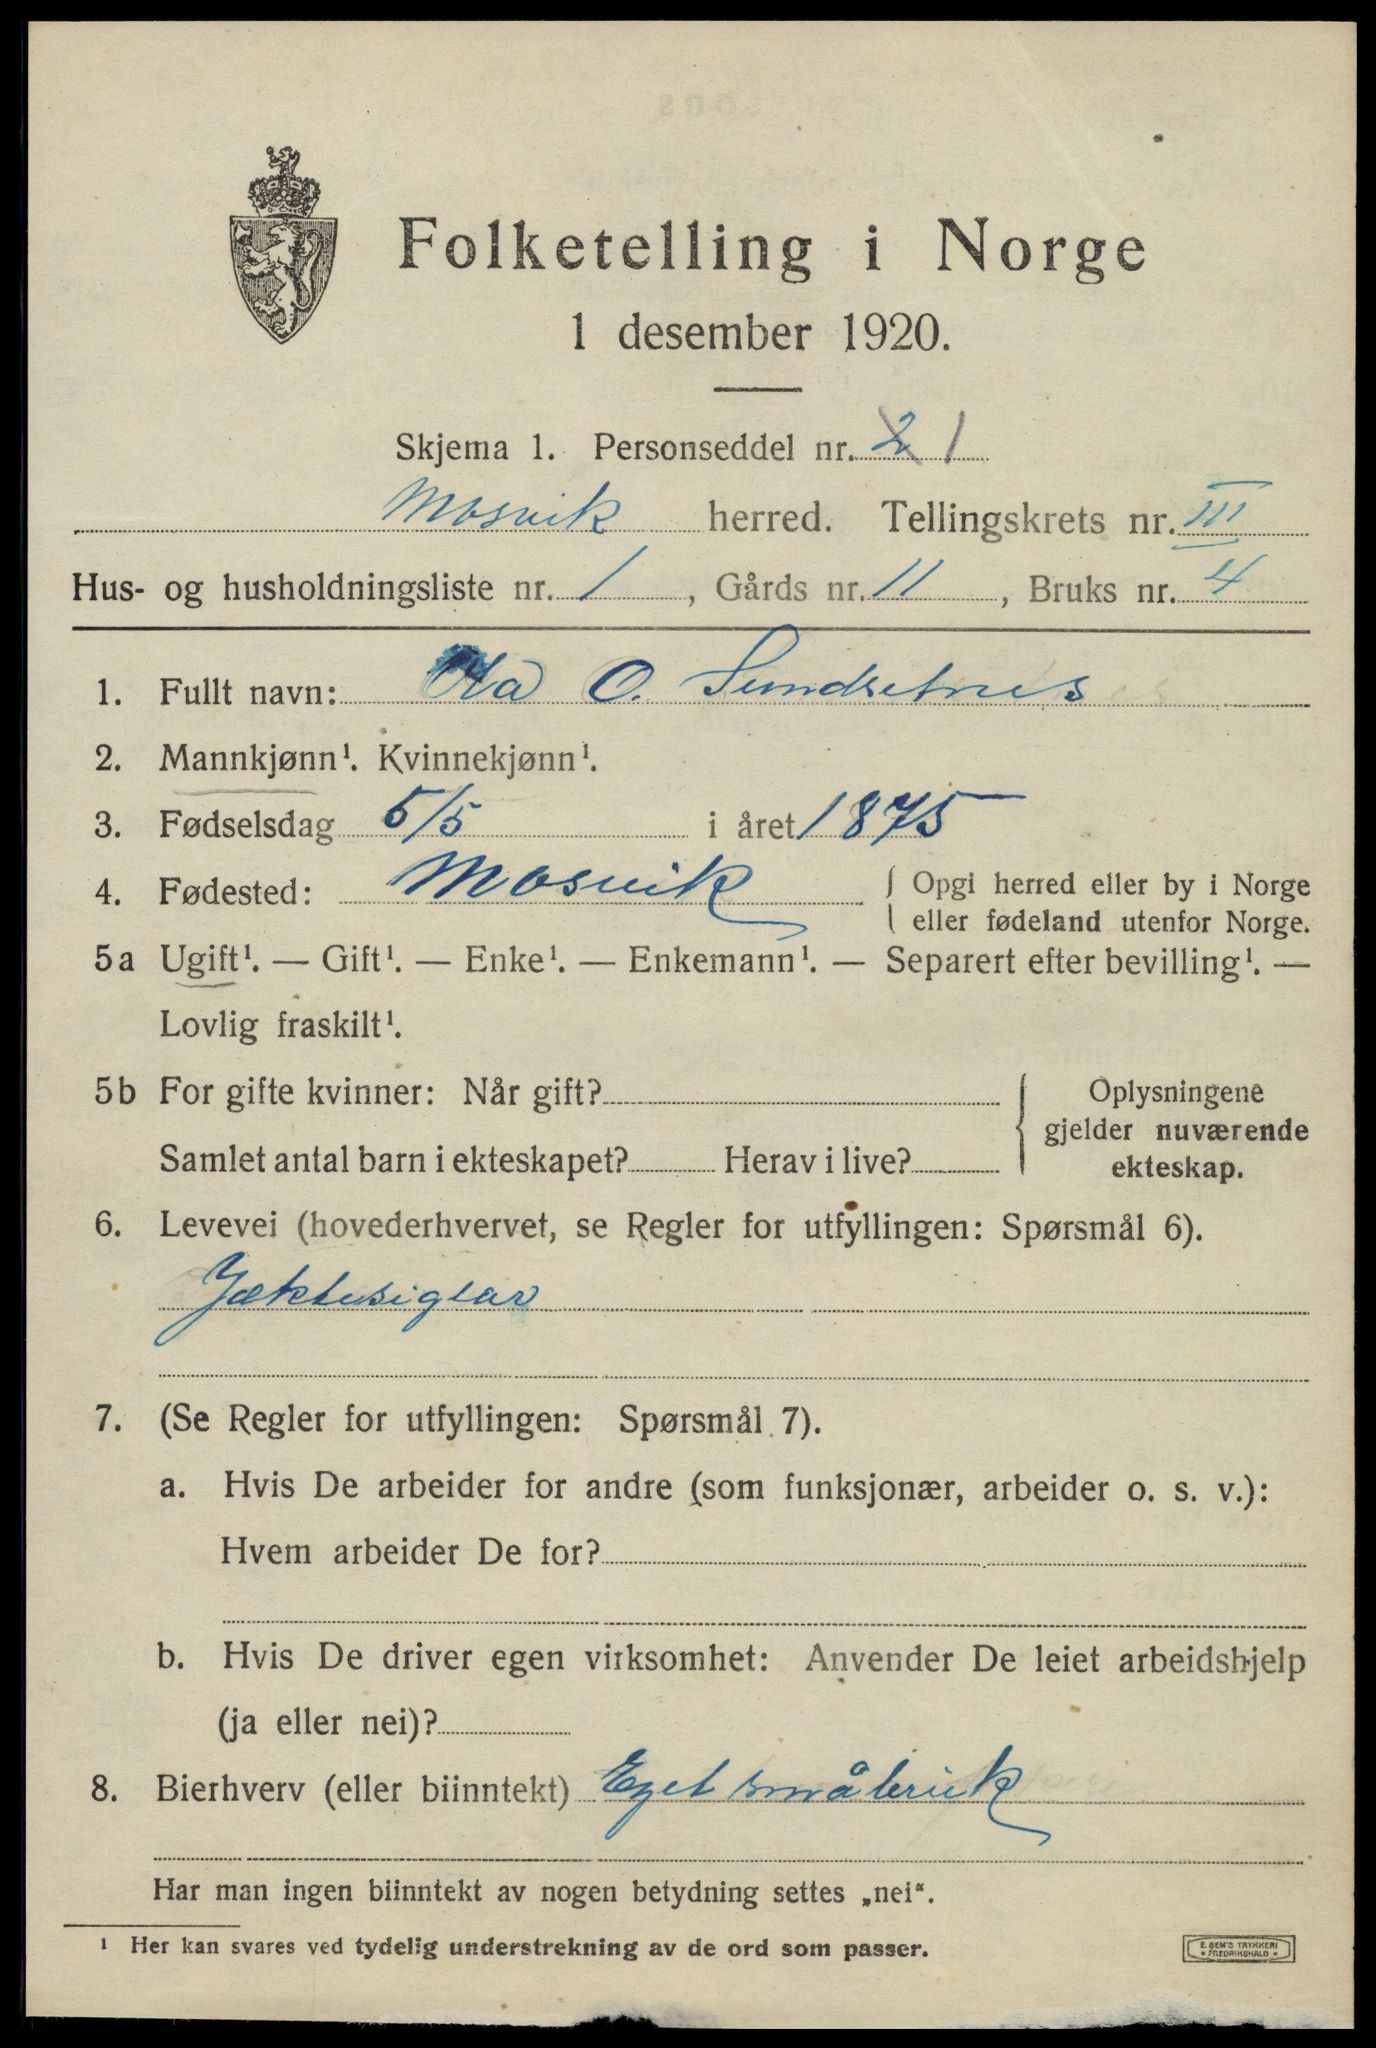 Folketelling i Norge
1 desember 1920.
Skjema 1. Personseddel nr. 2 1
Mosvik herred. Tellingskrets nr. III
Hus- og husholdningsliste nr. 1, Gårds nr. 11, Bruks nr. 4
1. Fullt navn: Ola O. Sundsetnes
2. Mannkjønn¹. Kvinnekjønn¹.
3. Fødselsdag 5/5 i året 1875
4. Fødested: Mosvik { Opgi herred eller by i Norge
eller fødeland utenfor Norge.
5a Ugift¹. — Gift¹. — Enke¹. — Enkemann¹. — Separert efter bevilling¹. —
Lovlig fraskilt¹.
5b For gifte kvinner: Når gift?
Samlet antal barn i ekteskapet? Herav i live?
{ Oplysningene
gjelder nuværende
ekteskap.
6. Levevei (hovederhvervet, se Regler for utfyllingen: Spørsmål 6).
Jæktesiglar
7. (Se Regler for utfyllingen: Spørsmål 7).
a. Hvis De arbeider for andre (som funksjonær, arbeider o. s. v.):
Hvem arbeider De for?
b. Hvis De driver egen virksomhet: Anvender De leiet arbeidshjelp
(ja eller nei)?
8. Bierhverv (eller biinntekt) Eget småbruk
Har man ingen biinntekt av nogen betydning settes „nei“.
¹ Her kan svares ved tydelig understrekning av de ord som passer.
E. SEM'S TRYKKERI
FREDRIKSHALD